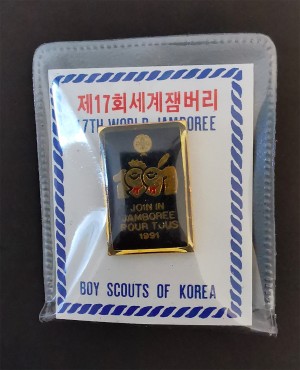 제17회세계잼버리
17TH WORLD JAMBOREE
JOIN IN
JAMBOREE
POUR TOUS
1991
BOY SCOUTS OF KOREA